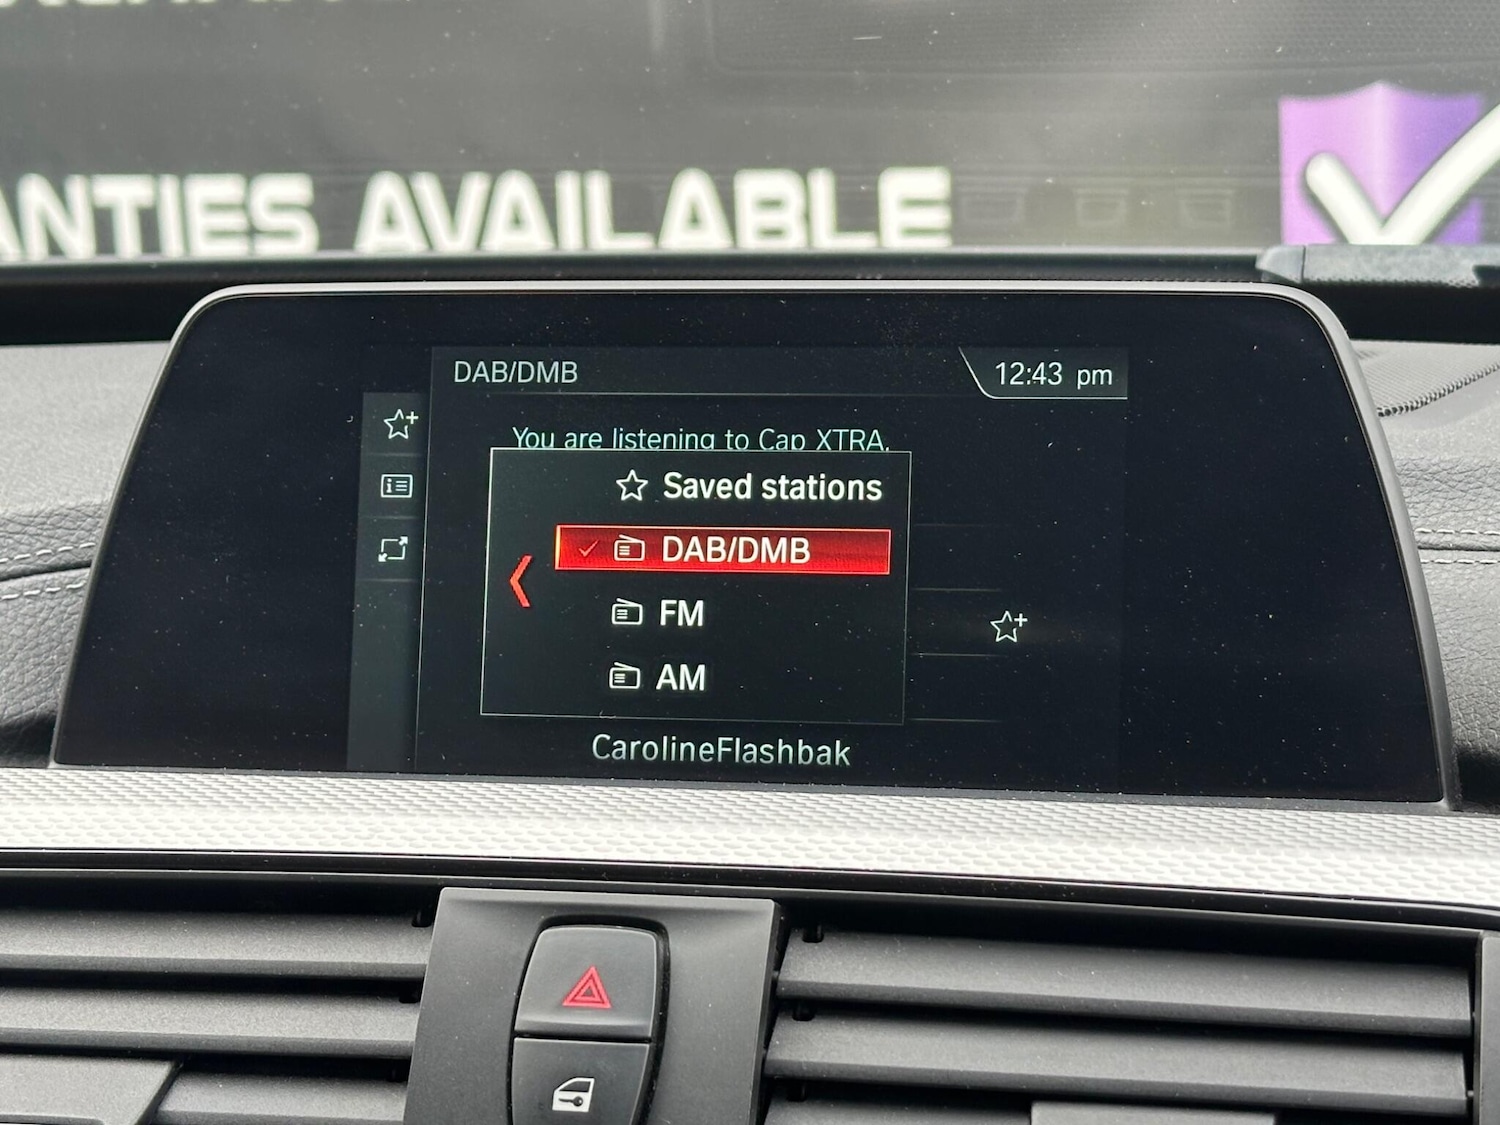 ANTIES AVAILABLE
DAB/DMB
12:43 pm
You are listening to Cap XTRA.
Saved stations
DAB/DMB
FM
AM
CarolineFlashbak